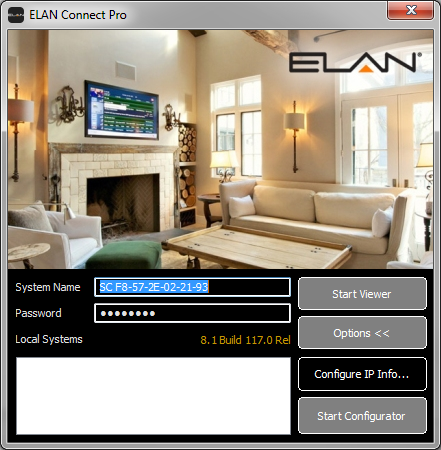 ELAN Connect Pro
ELAN®
System Name
SC F8-57-2E-02-21-93
Start Viewer
Password
●●●●●●●●
Options <<
Local Systems
8.1 Build 117.0 Rel
Configure IP Info...
Start Configurator